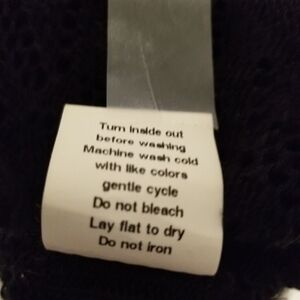 Turn inside out
before washing
Machine wash cold
with like colors
gentle cycle
Do not bleach
Lay flat to dry
Do not iron